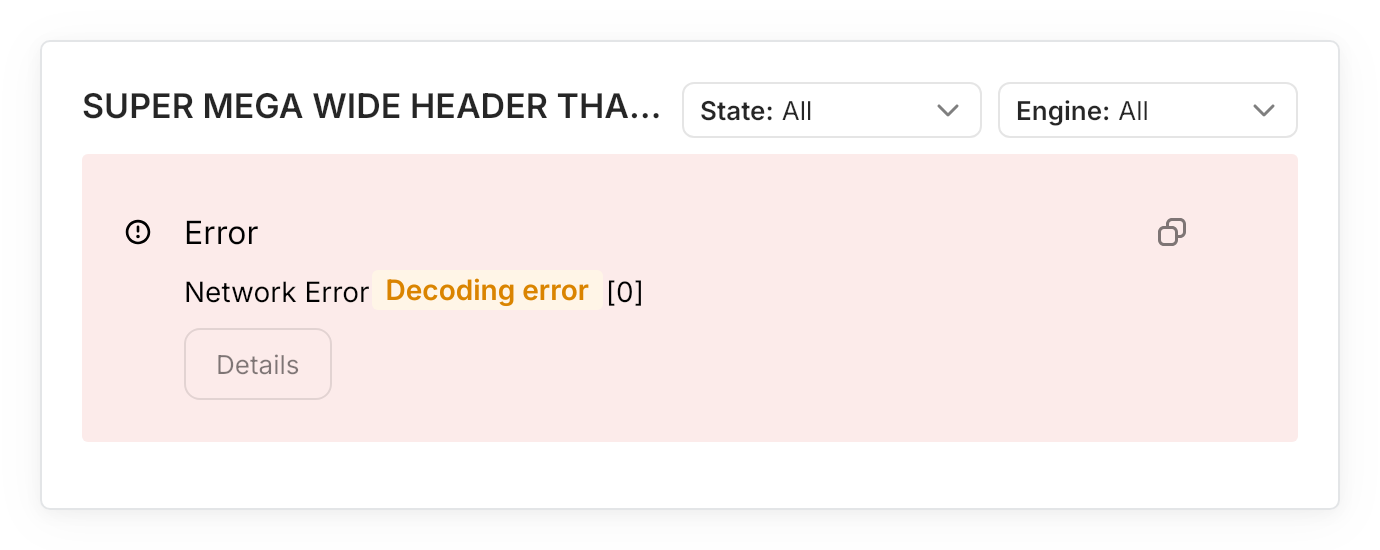 SUPER MEGA WIDE HEADER THA... State: All Engine: All
Error
Network Error Decoding error [0]
Details